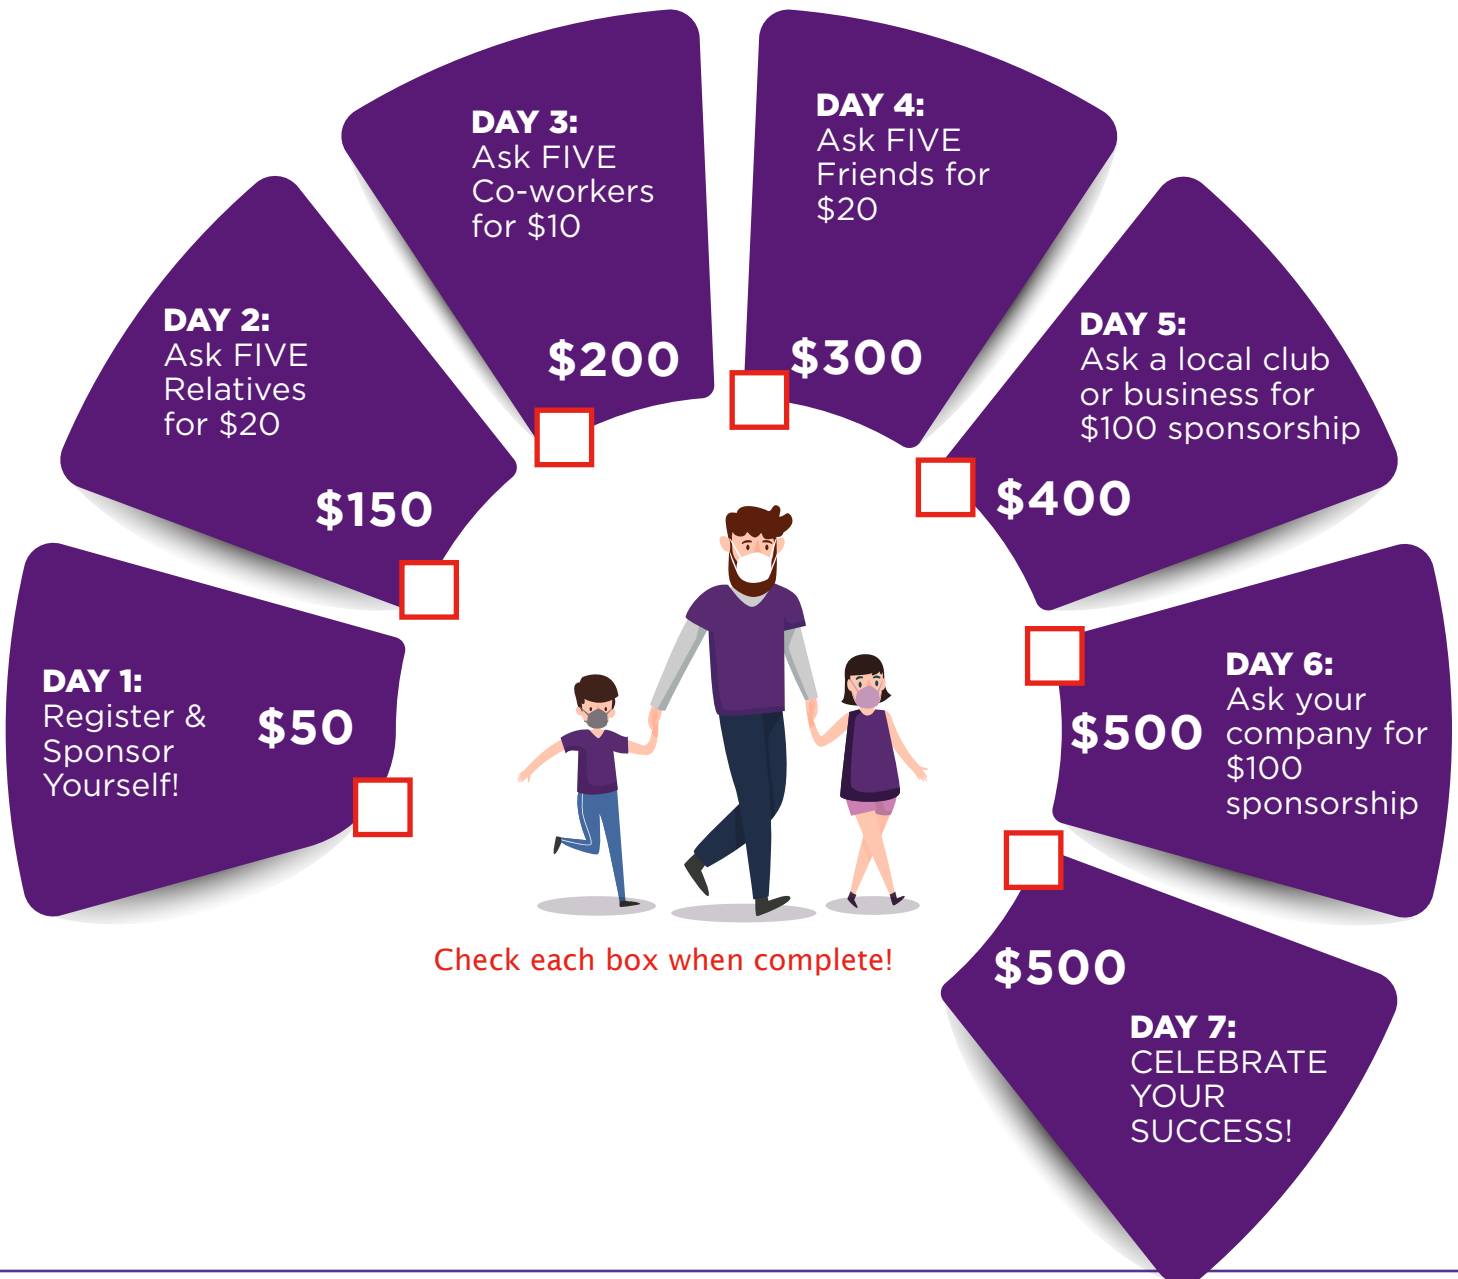 DAY 1:
Register &
Sponsor
Yourself!
$50
DAY 2:
Ask FIVE
Relatives
for $20
$150
DAY 3:
Ask FIVE
Co-workers
for $10
$200
DAY 4:
Ask FIVE
Friends for
$20
$300
DAY 5:
Ask a local club
or business for
$100 sponsorship
$400
DAY 6:
Ask your
company for
$100
sponsorship
$500
$500
DAY 7:
CELEBRATE
YOUR
SUCCESS!
Check each box when complete!